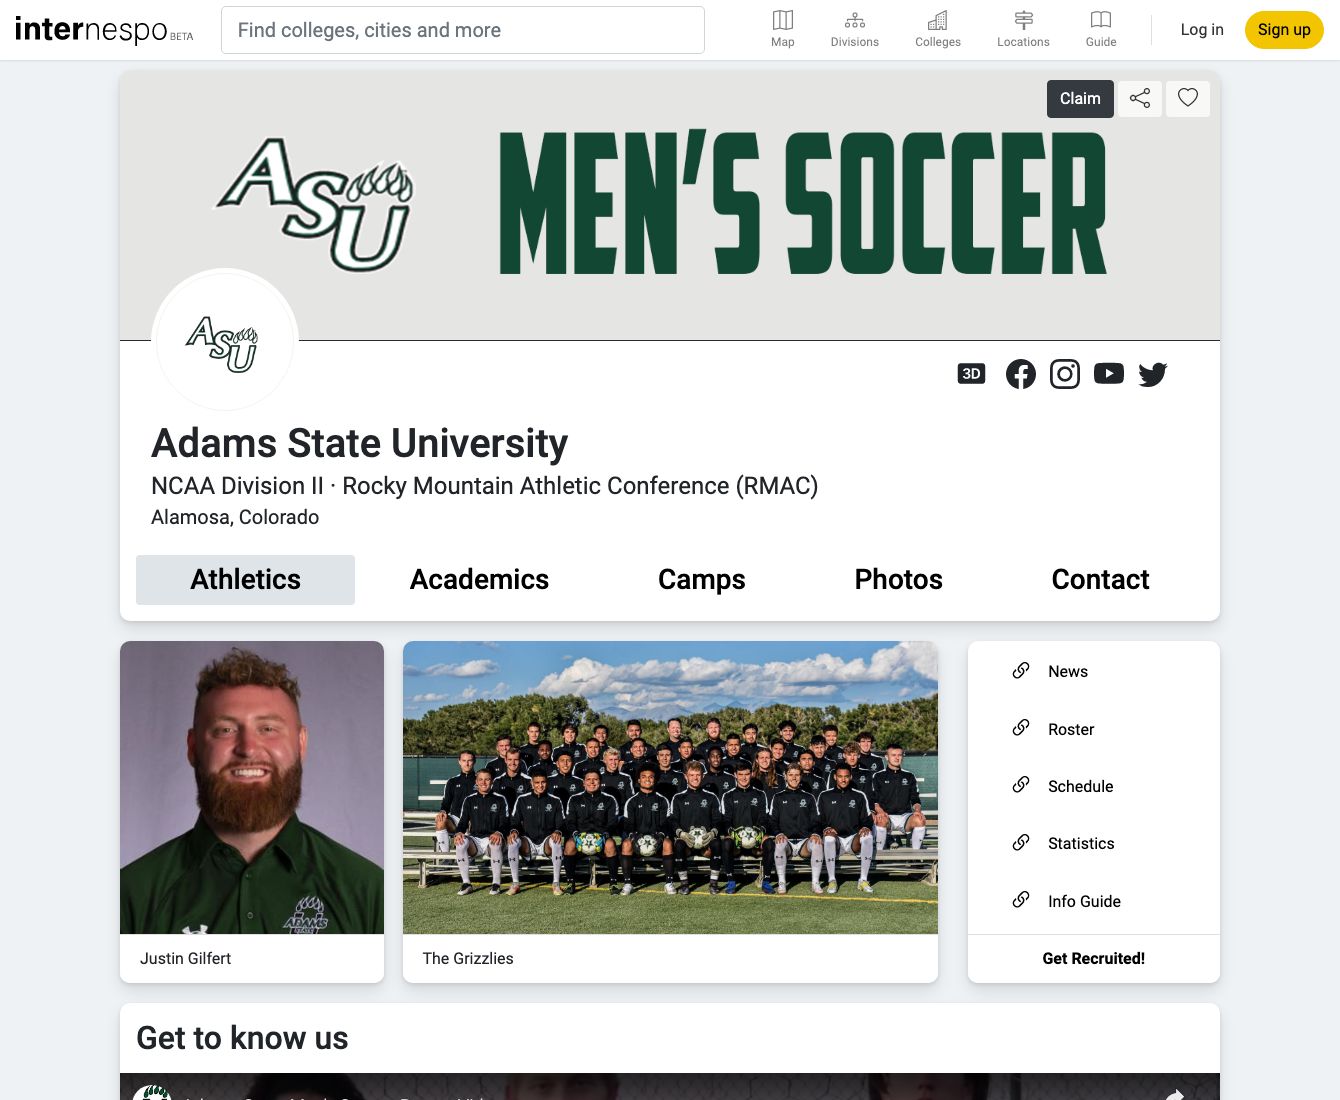 internespo BETA
Find colleges, cities and more
Map
Divisions
Colleges
Locations
Guide
Log in
Sign up
Claim
ASU
MEN'S SOCCER
ASU
3D
Adams State University
NCAA Division II · Rocky Mountain Athletic Conference (RMAC)
Alamosa, Colorado
Athletics
Academics
Camps
Photos
Contact
ADAMS
STATE
News
Roster
Schedule
Statistics
Info Guide
Justin Gilfert
The Grizzlies
Get Recruited!
Get to know us